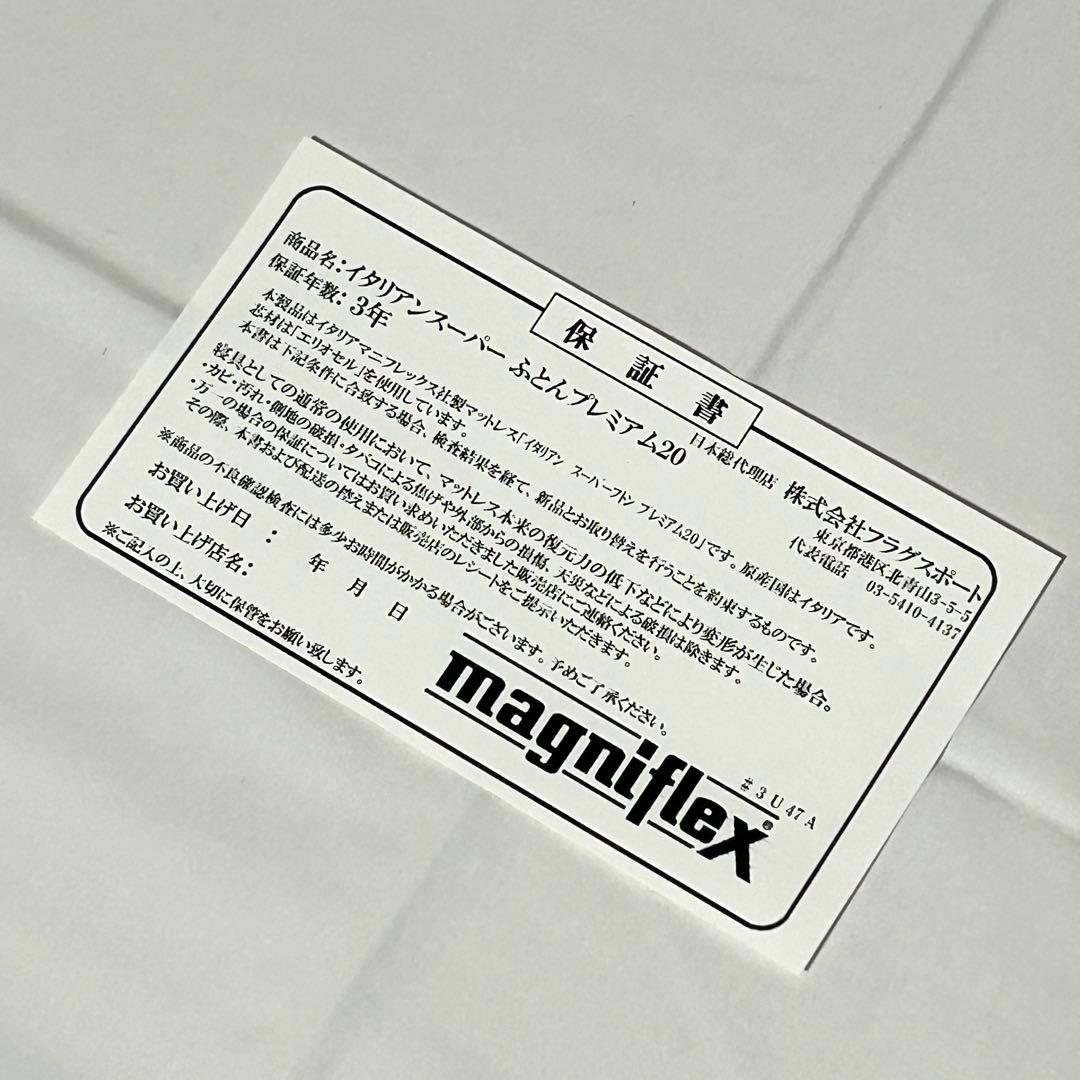 保証書
商品名：イタリアンスーパー ふとんプレミアム20
保証年数：3年
日本総代理店 株式会社フラグスポート
東京都港区北青山3-5-5
代表電話 03-5410-4137
本製品はイタリアマニフレックス社製マットレス「イタリアン スーパーフトン プレミアム20」です。原産国はイタリアです。
芯材は「エリオセル」を使用しています。
本書は下記条件に合致する場合、検査結果を経て、新品とお取り替えを行うことを約束するものです。
寝具としての通常の使用において、マットレス本来の復元力の低下などにより変形が生じた場合。
・カビ・汚れ・側地の破損・タバコによる焦げや外部からの損傷、天災などによる破損は除きます。
・万一の場合の保証についてはお買い求めいただきました販売店にご連絡ください。
その際、本書および配送の控えまたは販売店のレシートをご提示いただきます。
※商品の不良確認検査には多少お時間がかかる場合がございます。予めご了承ください。
お買い上げ日： 年 月 日
お買い上げ店名：
※ご記入の上、大切に保管をお願い致します。
#3U47A
magniflex®